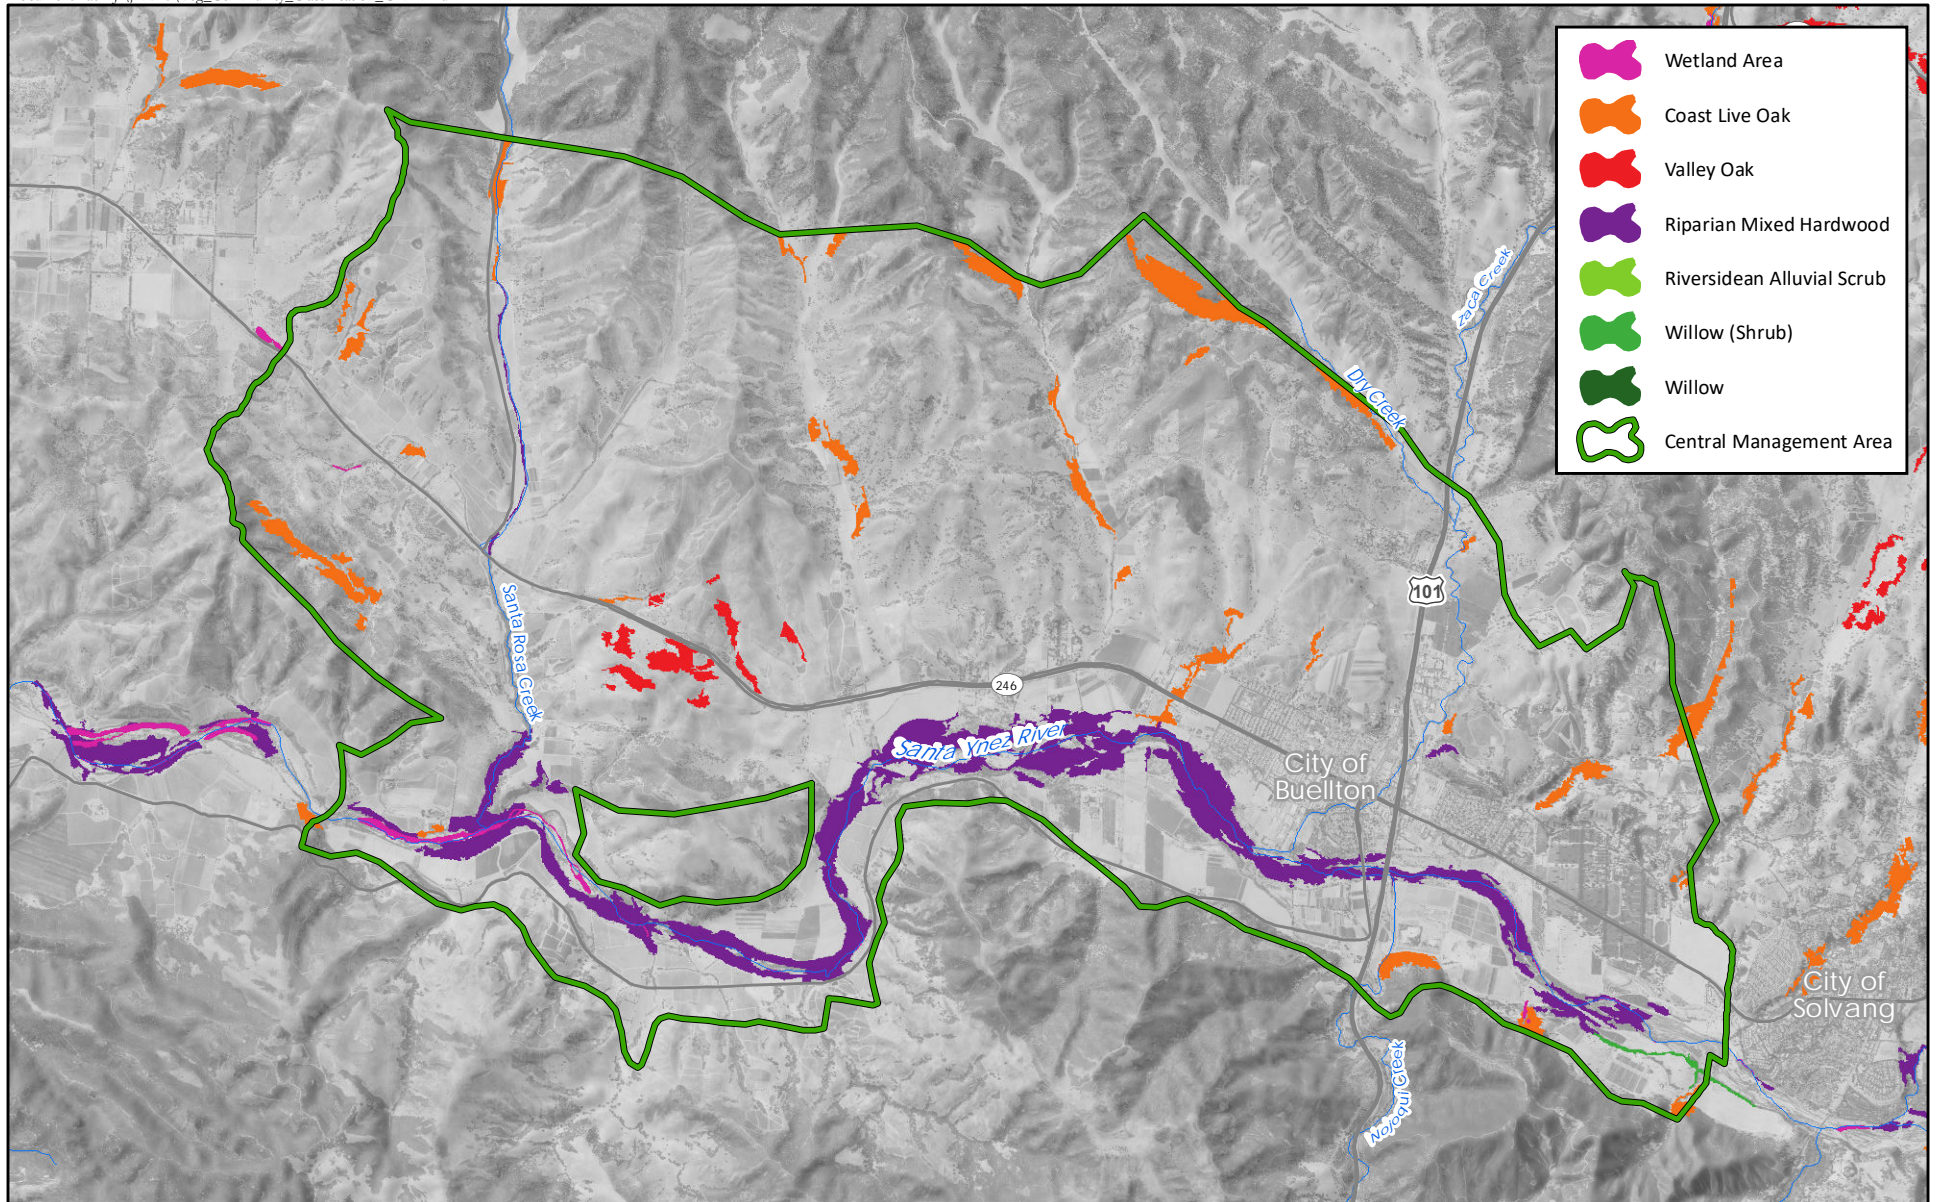 Wetland Area
Coast Live Oak
Valley Oak
Riparian Mixed Hardwood
Riversidean Alluvial Scrub
Willow (Shrub)
Willow
Central Management Area
Zaca Creek
Dry Creek
101
Santa Rosa Creek
246
Santa Ynez River
City of
Buellton
City of
Solvang
Nojoqui Creek